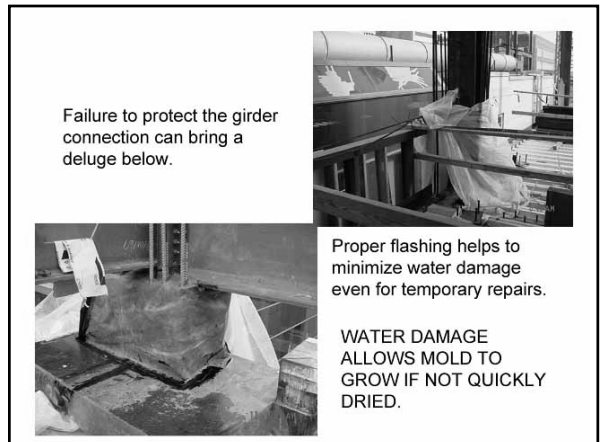 Failure to protect the girder
connection can bring a
deluge below.
Proper flashing helps to
minimize water damage
even for temporary repairs.
WATER DAMAGE
ALLOWS MOLD TO
GROW IF NOT QUICKLY
DRIED.